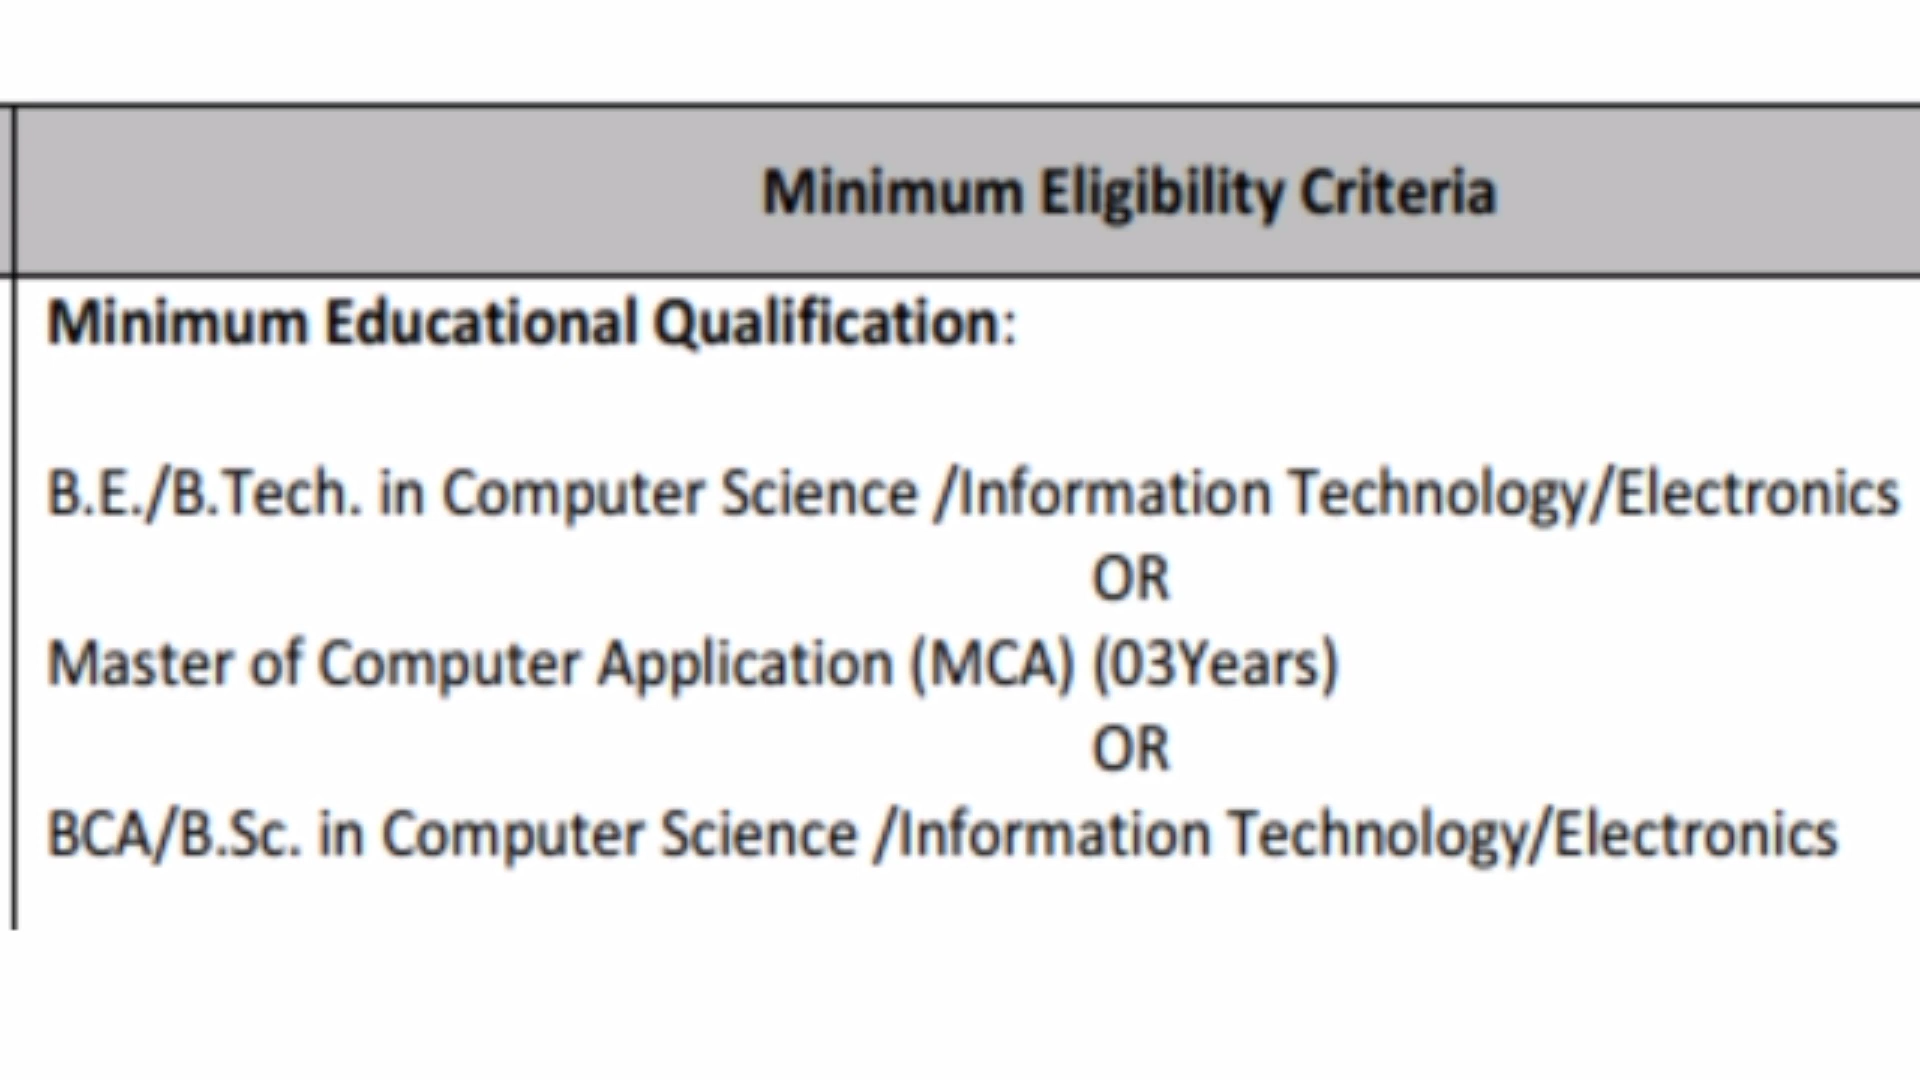 Minimum Eligibility Criteria
Minimum Educational Qualification:
B.E./B.Tech. in Computer Science /Information Technology/Electronics
OR
Master of Computer Application (MCA) (03Years)
OR
BCA/B.Sc. in Computer Science /Information Technology/Electronics